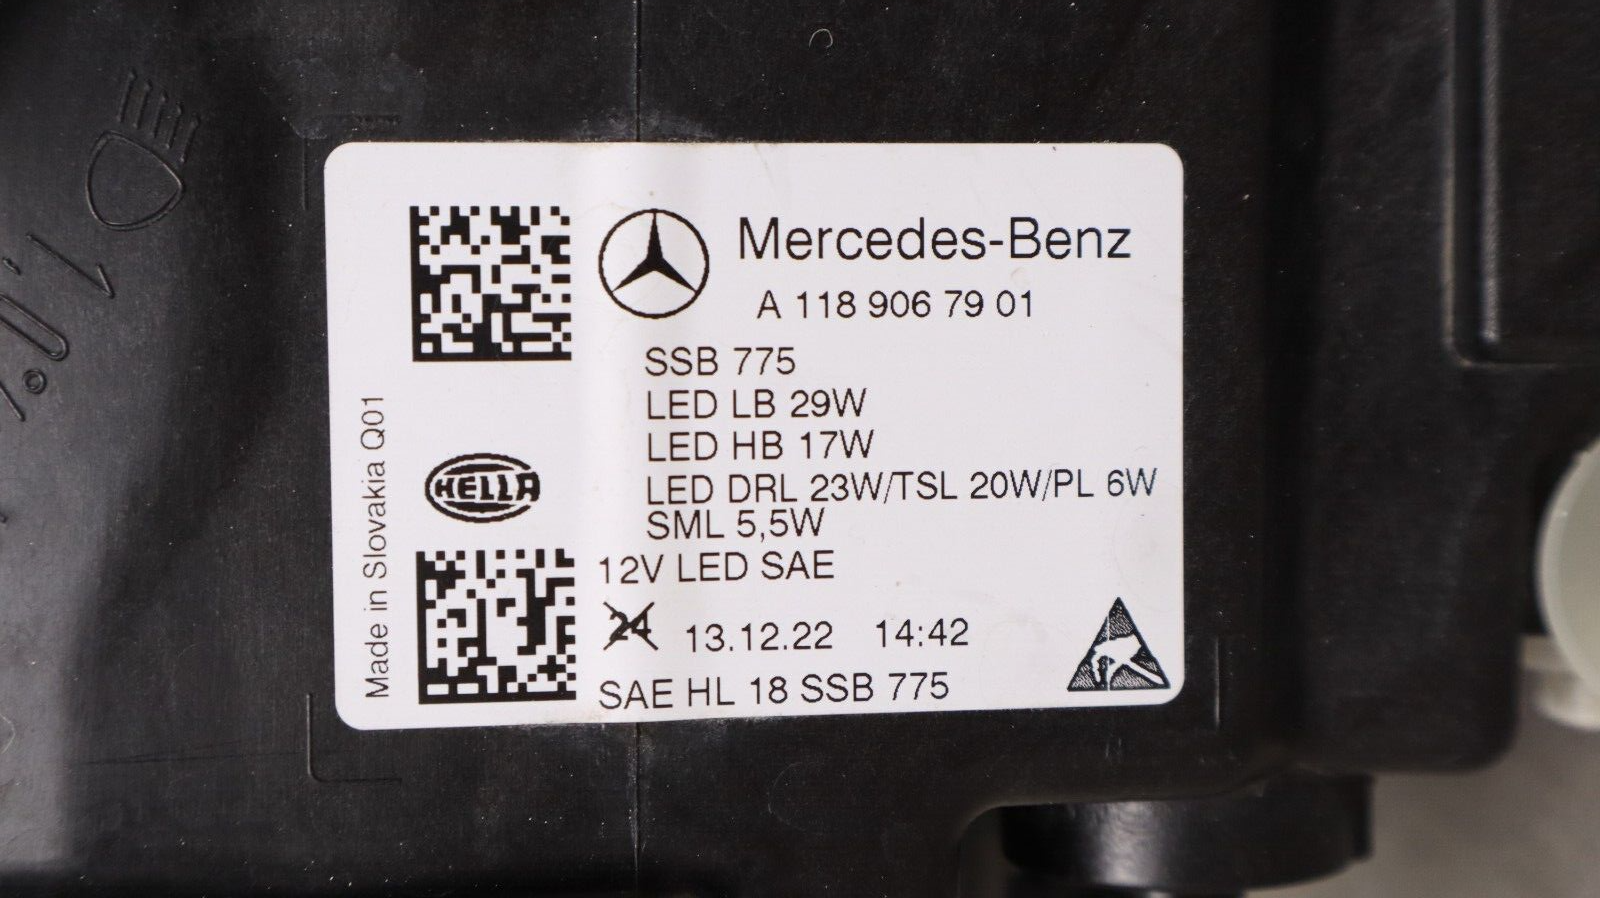 Mercedes-Benz
A 118 906 79 01
SSB 775
LED LB 29W
LED HB 17W
LED DRL 23W/TSL 20W/PL 6W
SML 5,5W
12V LED SAE
24 13.12.22 14:42
SAE HL 18 SSB 775
HELLA
Made in Slovakia Q01
1,0%